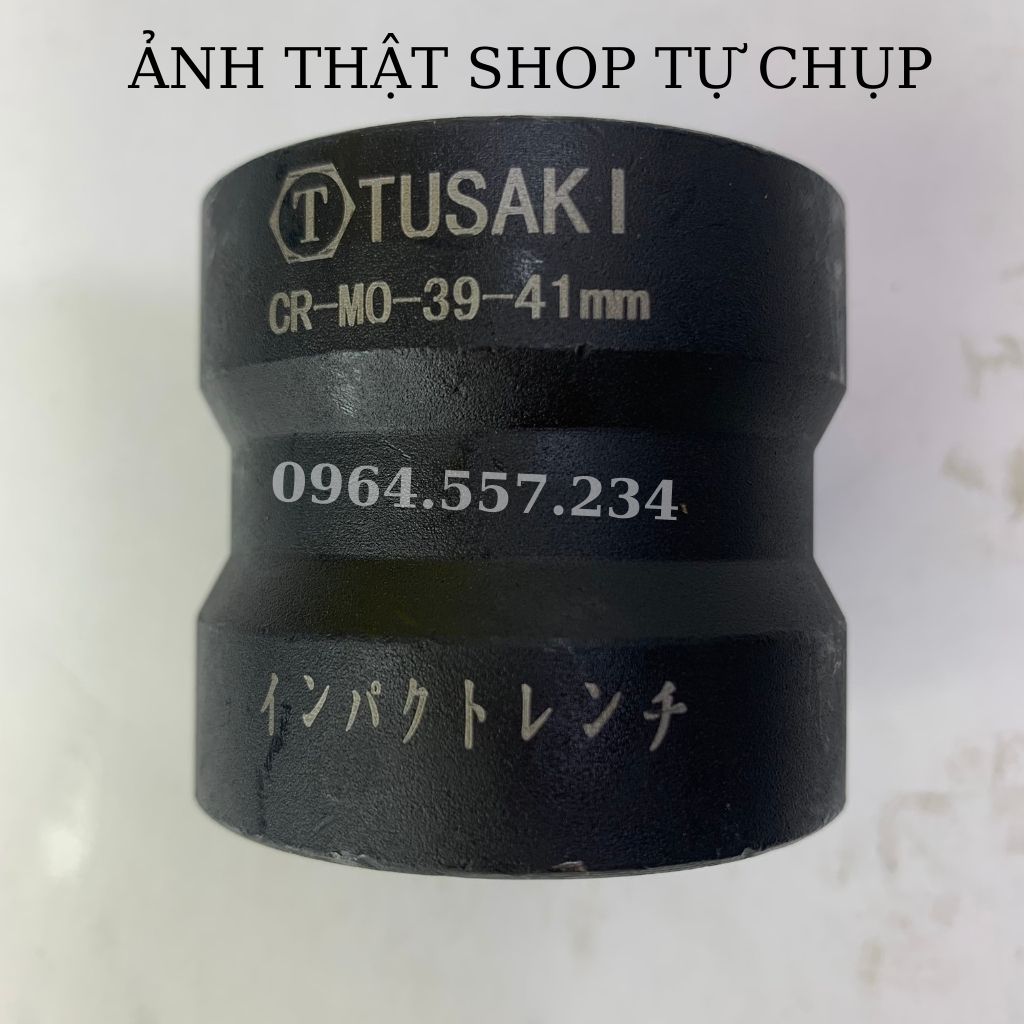 ẢNH THẬT SHOP TỰ CHỤP
T TUSAKI
CR-MO-39-41mm
0964.557.234
インパクトレンチ